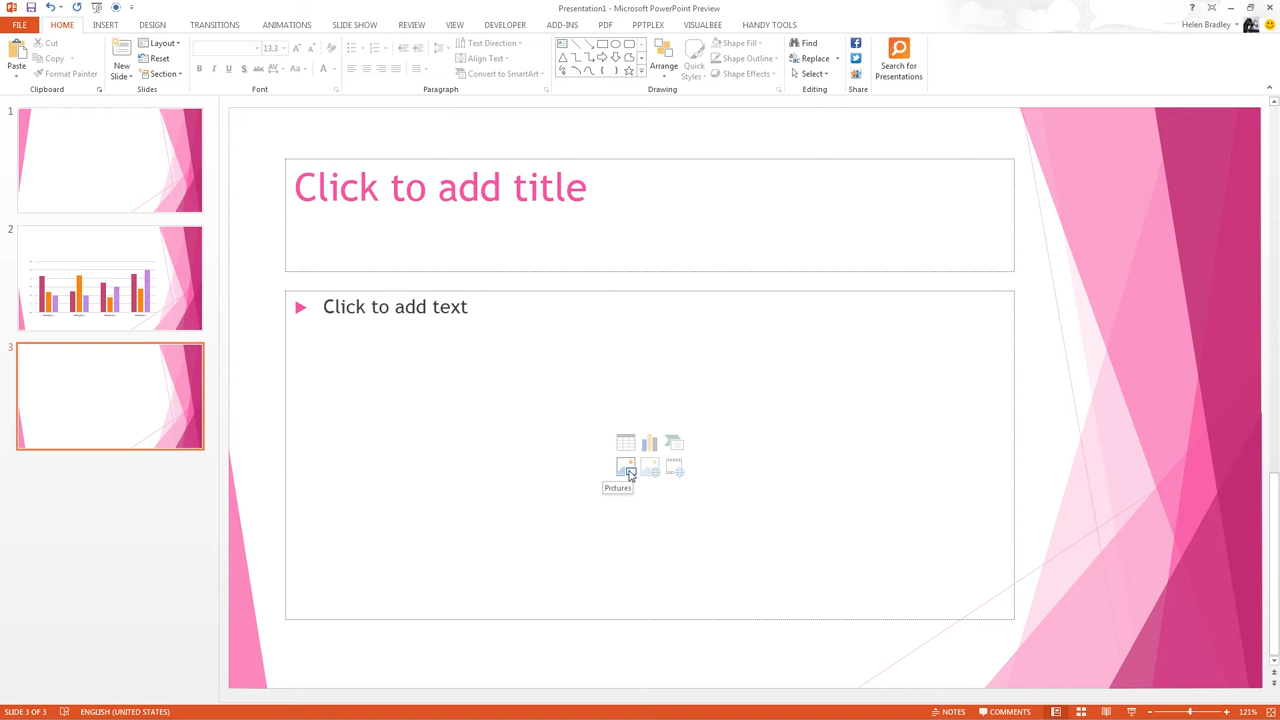 Presentation1 - Microsoft PowerPoint Preview
FILE HOME INSERT DESIGN TRANSITIONS ANIMATIONS SLIDE SHOW REVIEW VIEW DEVELOPER ADD-INS PDF PPTPLEX VISUALBEE HANDY TOOLS Helen Bradley
Paste
Cut
Copy
Format Painter
Clipboard
New Slide
Layout
Reset
Section
Slides
13.3
Font
Text Direction
Align Text
Convert to SmartArt
Paragraph
Arrange
Quick Styles
Shape Fill
Shape Outline
Shape Effects
Drawing
Find
Replace
Select
Editing
Share
Search for Presentations
1
2
3
Click to add title
Click to add text
Pictures
SLIDE 3 OF 3 ENGLISH (UNITED STATES) NOTES COMMENTS 121%